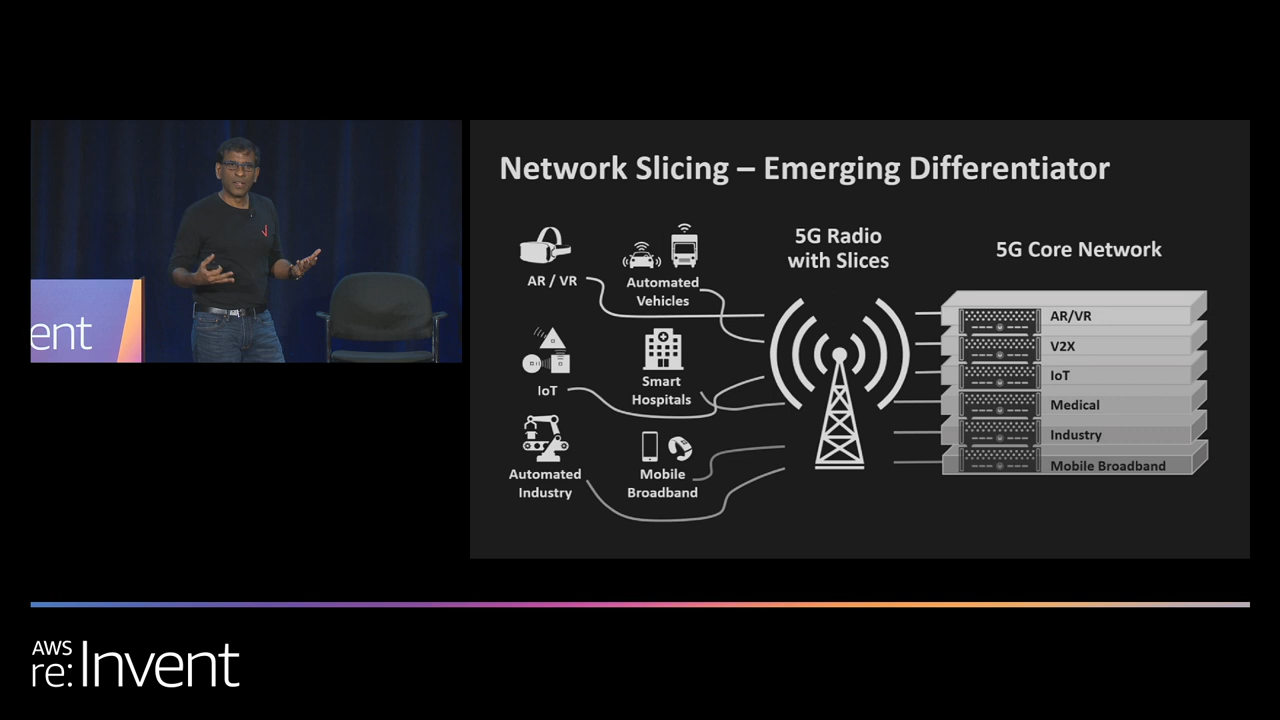 ent
Network Slicing – Emerging Differentiator
AR / VR
Automated
Vehicles
IoT
Smart
Hospitals
Automated
Industry
Mobile
Broadband
5G Radio
with Slices
5G Core Network
AR/VR
V2X
IoT
Medical
Industry
Mobile Broadband
AWS
re:Invent